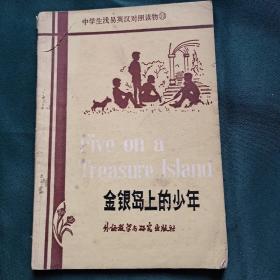 中学生浅易英汉对照读物
Five on a
Treasure Island
金银岛上的少年
外语教学与研究出版社